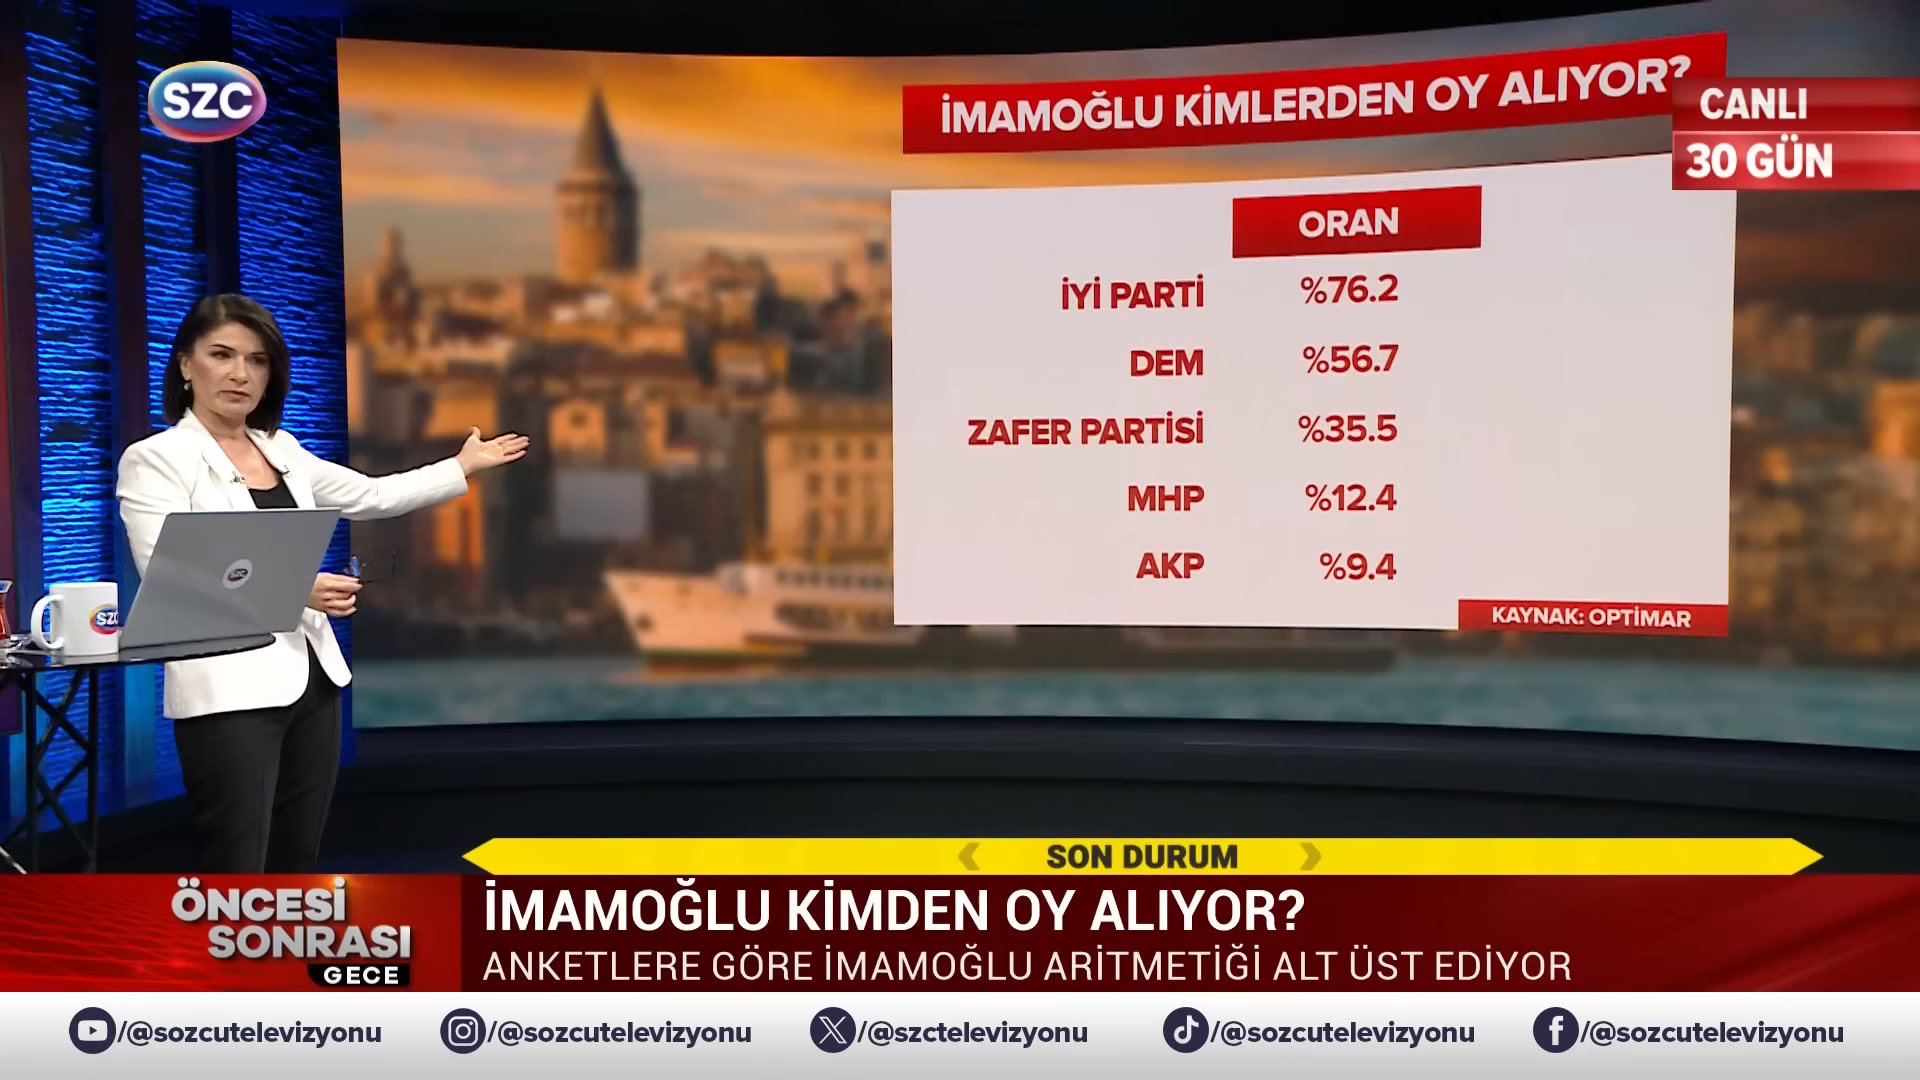 SZC
İMAMOĞLU KİMLERDEN OY ALIYOR?
CANLI
30 GÜN
ORAN
İYİ PARTİ %76.2
DEM %56.7
ZAFER PARTİSİ %35.5
MHP %12.4
AKP %9.4
KAYNAK: OPTİMAR
SZC
SZC
SON DURUM
ÖNCESİ
SONRASI
GECE
İMAMOĞLU KİMDEN OY ALIYOR?
ANKETLERE GÖRE İMAMOĞLU ARİTMETİĞİ ALT ÜST EDİYOR
/@sozcutelevizyonu /@sozcutelevizyonu /@szctelevizyonu /@sozcutelevizyonu /@sozcutelevizyonu